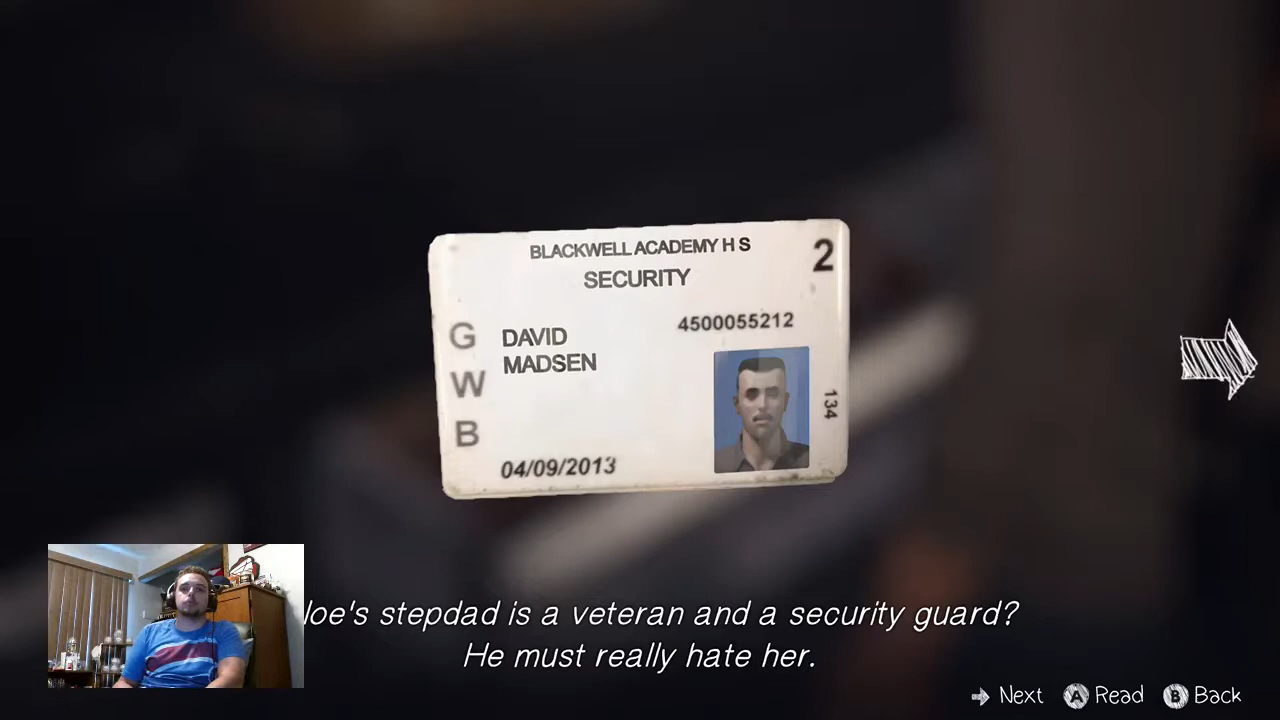 BLACKWELL ACADEMY H S
2
SECURITY
4500055212
G
DAVID
MADSEN
W
B
134
04/09/2013
loe's stepdad is a veteran and a security guard?
He must really hate her.
Next A Read B Back